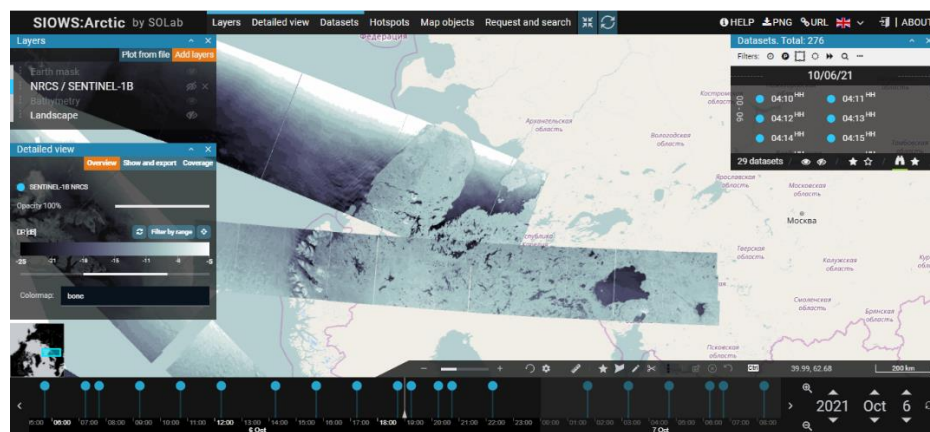 SIOWS:Arctic by SOLab
Layers Detailed view Datasets Hotspots Map objects Request and search
HELP PNG URL ABOUT
Layers
Plot from file Add layers
Earth mask
NRCS / SENTINEL-1B
Bathymetry
Landscape
Detailed view
Overview Show and export Coverage
SENTINEL-1B NRCS
Opacity 100%
Filter by range
-25 -21 -18 -15 -11 -8 -5
Colormap: bone
Федерация
Архангельская
область
Вологодская
область
Ярославская
область
Московская
область
Москва
Тверская
область
Калужская
область
Смоленская
область
Брянская
область
Псковская
область
Datasets. Total: 276
Filters:
10/06/21
00 - 06
04:10 HH 04:11 HH
04:12 HH 04:13 HH
04:14 HH 04:15 HH
29 datasets
39.99, 62.68
200 km
06:00 07:00 08:00 09:00 10:00 11:00 12:00 13:00 14:00 15:00 16:00 17:00 18:00 19:00 20:00 21:00 22:00 23:00 00:00 01:00 02:00 03:00 04:00 05:00 06:00 07:00 08:00
6 Oct 7 Oct
2021 Oct 6